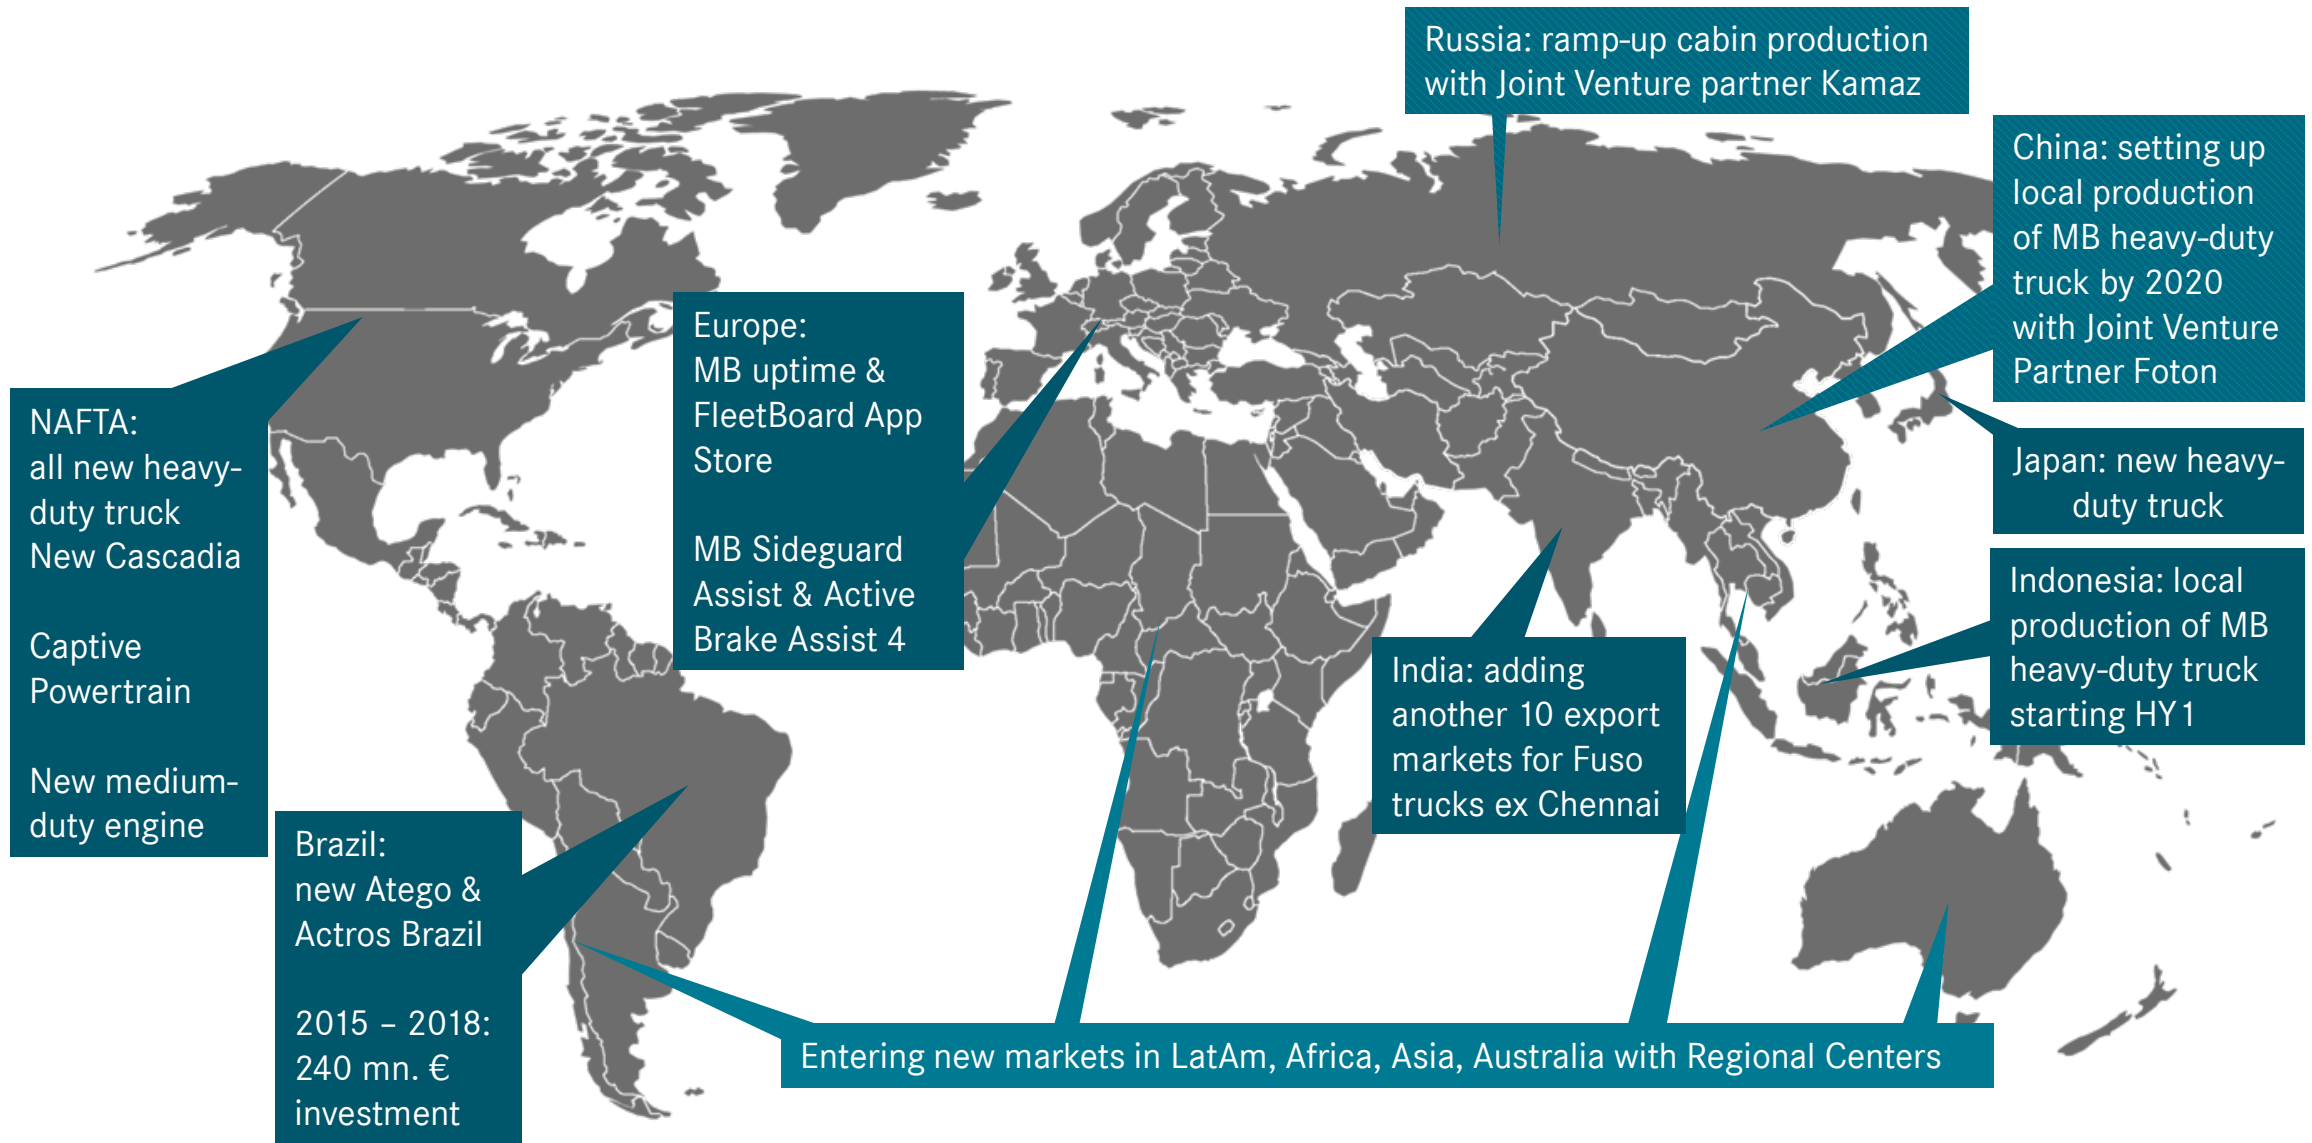 Russia: ramp-up cabin production
with Joint Venture partner Kamaz
China: setting up
local production
of MB heavy-duty
truck by 2020
with Joint Venture
Partner Foton
Europe:
MB uptime &
FleetBoard App
Store
MB Sideguard
Assist & Active
Brake Assist 4
NAFTA:
all new heavy-
duty truck
New Cascadia
Captive
Powertrain
New medium-
duty engine
Japan: new heavy-
duty truck
Indonesia: local
production of MB
heavy-duty truck
starting HY1
India: adding
another 10 export
markets for Fuso
trucks ex Chennai
Brazil:
new Atego &
Actros Brazil
2015 – 2018:
240 mn. €
investment
Entering new markets in LatAm, Africa, Asia, Australia with Regional Centers